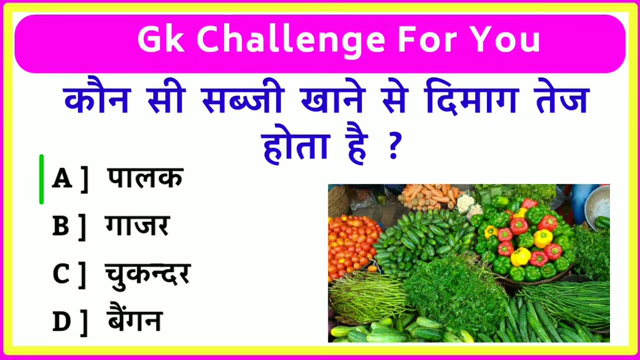 Gk Challenge For You
कौन सी सब्जी खाने से दिमाग तेज
होता है ?
A ] पालक
B ] गाजर
C ] चुकन्दर
D ] बैंगन